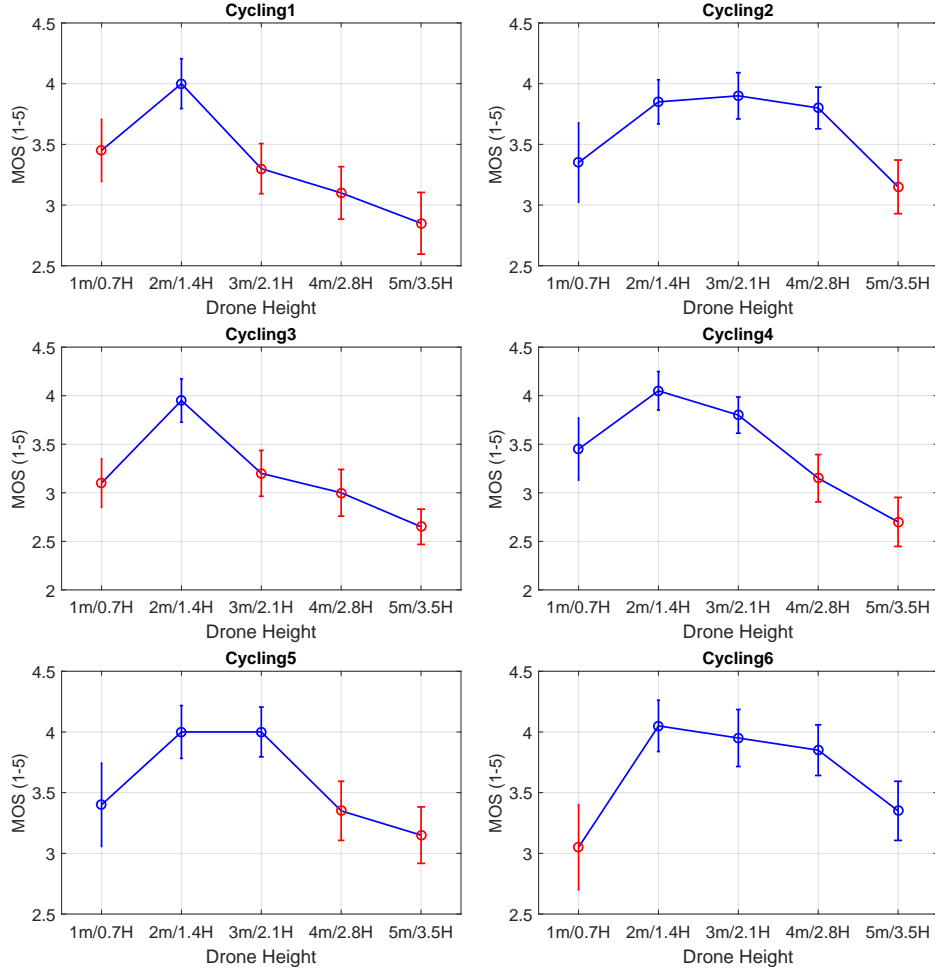 Cycling1
MOS (1-5)
4.5
4
3.5
3
2.5
1m/0.7H 2m/1.4H 3m/2.1H 4m/2.8H 5m/3.5H
Drone Height
Cycling2
MOS (1-5)
4.5
4
3.5
3
2.5
1m/0.7H 2m/1.4H 3m/2.1H 4m/2.8H 5m/3.5H
Drone Height
Cycling3
MOS (1-5)
4.5
4
3.5
3
2.5
2
1m/0.7H 2m/1.4H 3m/2.1H 4m/2.8H 5m/3.5H
Drone Height
Cycling4
MOS (1-5)
4.5
4
3.5
3
2.5
2
1m/0.7H 2m/1.4H 3m/2.1H 4m/2.8H 5m/3.5H
Drone Height
Cycling5
MOS (1-5)
4.5
4
3.5
3
2.5
1m/0.7H 2m/1.4H 3m/2.1H 4m/2.8H 5m/3.5H
Drone Height
Cycling6
MOS (1-5)
4.5
4
3.5
3
2.5
1m/0.7H 2m/1.4H 3m/2.1H 4m/2.8H 5m/3.5H
Drone Height